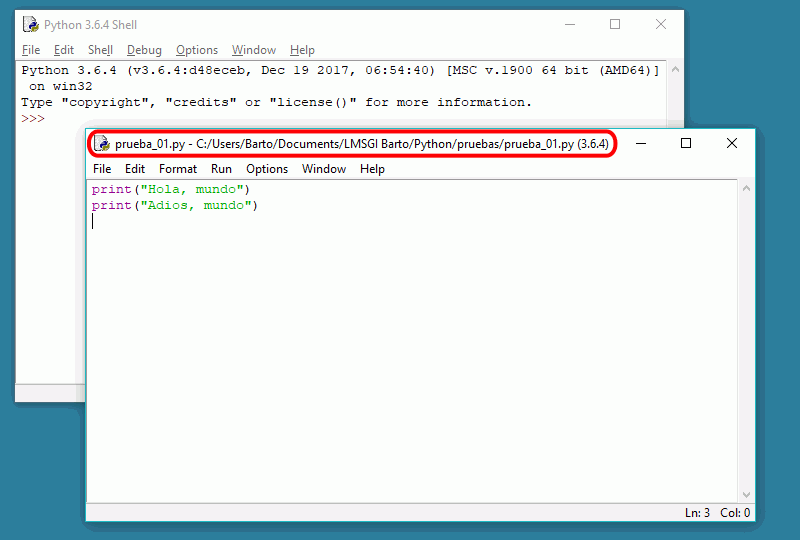 Python 3.6.4 Shell
File Edit Shell Debug Options Window Help
Python 3.6.4 (v3.6.4:d48eceb, Dec 19 2017, 06:54:40) [MSC v.1900 64 bit (AMD64)]
on win32
Type "copyright", "credits" or "license()" for more information.
>>>
prueba_01.py - C:/Users/Barto/Documents/LMSGI Barto/Python/pruebas/prueba_01.py (3.6.4)
File Edit Format Run Options Window Help
print("Hola, mundo")
print("Adios, mundo")
Ln: 3 Col: 0